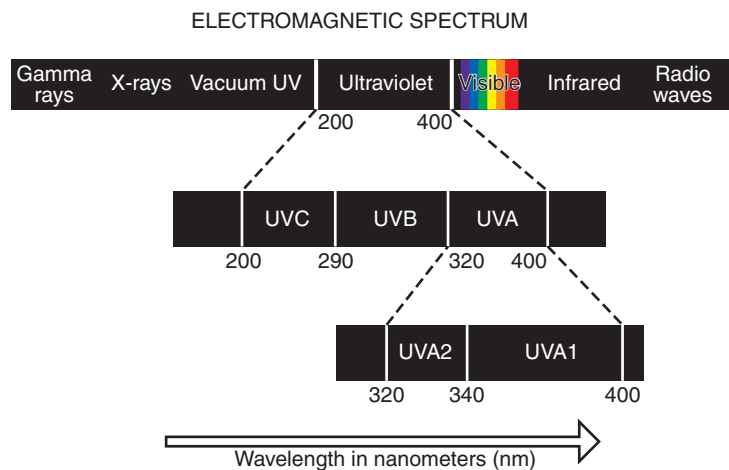 ELECTROMAGNETIC SPECTRUM
Gamma rays X-rays Vacuum UV Ultraviolet Visible Infrared Radio waves
200 400
UVC UVB UVA
200 290 320 400
UVA2 UVA1
320 340 400
Wavelength in nanometers (nm)